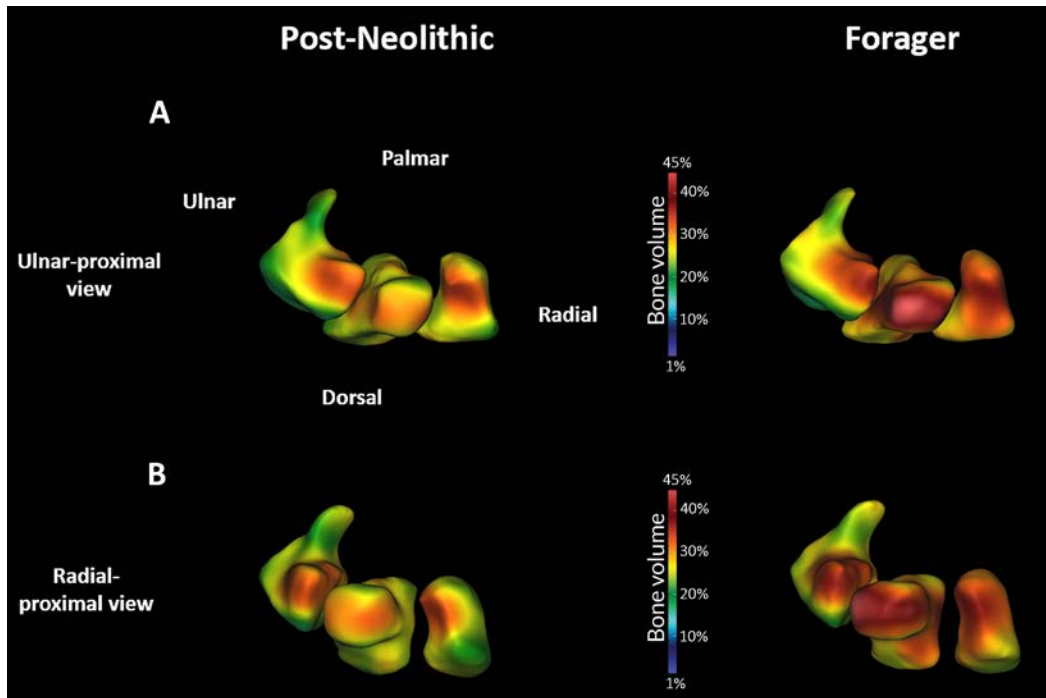 Post-Neolithic
Forager
A
Palmar
Ulnar
Ulnar-proximal
view
Radial
Dorsal
Bone volume
45%
40%
30%
20%
10%
1%
B
Radial-
proximal view
Bone volume
45%
40%
30%
20%
10%
1%